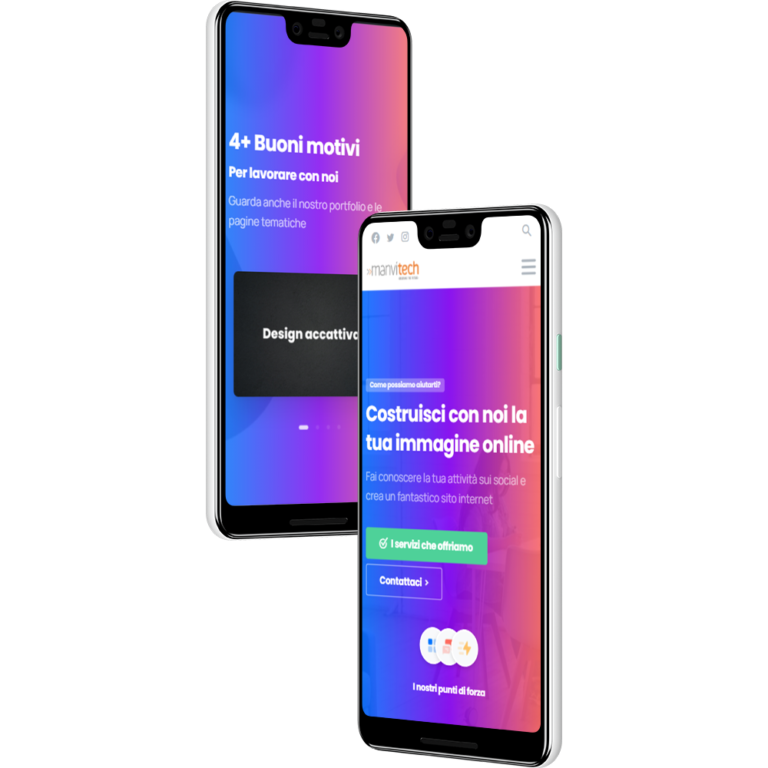 4+ Buoni motivi
Per lavorare con noi
Guarda anche il nostro portfolio e le
pagine tematiche
Design accattiva
manvitech
Come possiamo aiutarti?
Costruisci con noi la
tua immagine online
Fai conoscere la tua attività sui social e
crea un fantastico sito internet
I servizi che offriamo
Contattaci >
I nostri punti di forza